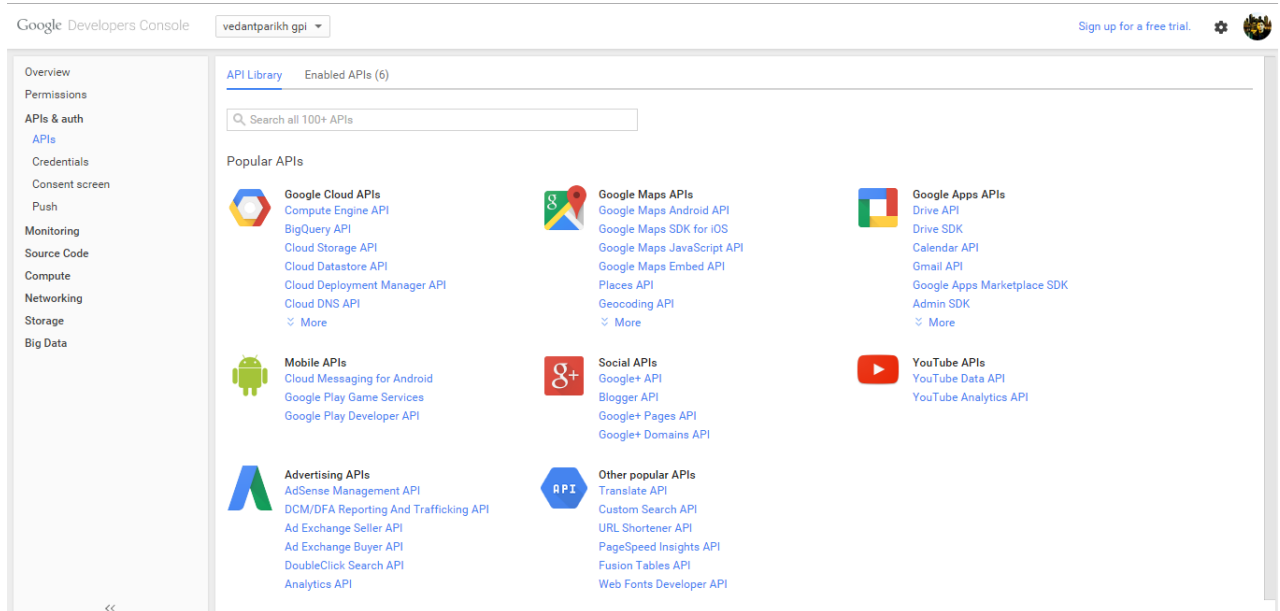 Google Developers Console
vedantparikh gpi
Sign up for a free trial.
Overview
Permissions
APIs & auth
APIs
Credentials
Consent screen
Push
Monitoring
Source Code
Compute
Networking
Storage
Big Data
API Library
Enabled APIs (6)
Search all 100+ APIs
Popular APIs
Google Cloud APIs
Compute Engine API
BigQuery API
Cloud Storage API
Cloud Datastore API
Cloud Deployment Manager API
Cloud DNS API
More
g
Google Maps APIs
Google Maps Android API
Google Maps SDK for iOS
Google Maps JavaScript API
Google Maps Embed API
Places API
Geocoding API
More
Google Apps APIs
Drive API
Drive SDK
Calendar API
Gmail API
Google Apps Marketplace SDK
Admin SDK
More
Mobile APIs
Cloud Messaging for Android
Google Play Game Services
Google Play Developer API
g+
Social APIs
Google+ API
Blogger API
Google+ Pages API
Google+ Domains API
YouTube APIs
YouTube Data API
YouTube Analytics API
Advertising APIs
AdSense Management API
DCM/DFA Reporting And Trafficking API
Ad Exchange Seller API
Ad Exchange Buyer API
DoubleClick Search API
Analytics API
API
Other popular APIs
Translate API
Custom Search API
URL Shortener API
PageSpeed Insights API
Fusion Tables API
Web Fonts Developer API